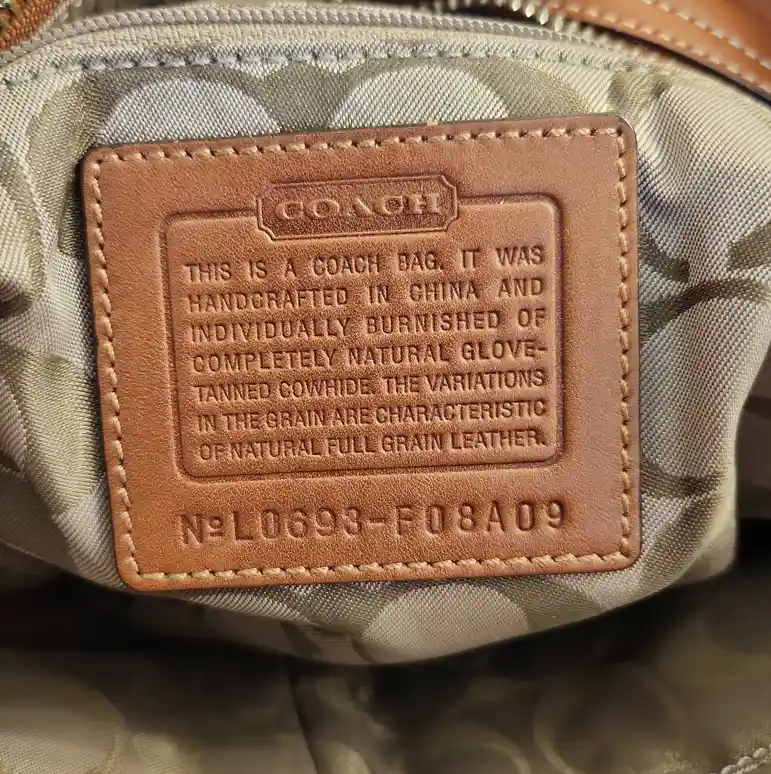 COACH
THIS IS A COACH BAG. IT WAS
HANDCRAFTED IN CHINA AND
INDIVIDUALLY BURNISHED OF
COMPLETELY NATURAL GLOVE-
TANNED COWHIDE. THE VARIATIONS
IN THE GRAIN ARE CHARACTERISTIC
OF NATURAL FULL GRAIN LEATHER.
№L0693-F08A09